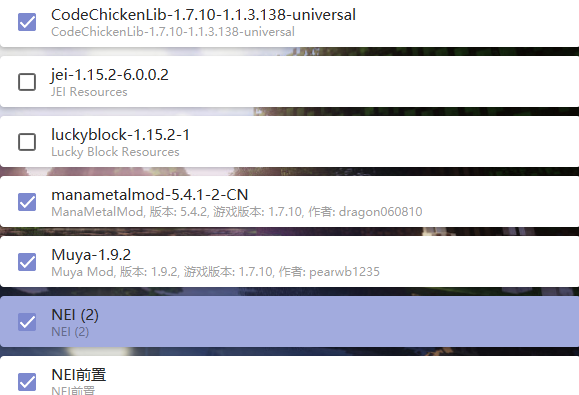 CodeChickenLib-1.7.10-1.1.3.138-universal
CodeChickenLib-1.7.10-1.1.3.138-universal
jei-1.15.2-6.0.0.2
JEI Resources
luckyblock-1.15.2-1
Lucky Block Resources
manametalmod-5.4.1-2-CN
ManaMetalMod, 版本: 5.4.2, 游戏版本: 1.7.10, 作者: dragon060810
Muya-1.9.2
Muya Mod, 版本: 1.9.2, 游戏版本: 1.7.10, 作者: pearwb1235
NEI (2)
NEI (2)
NEI前置
NEI前置